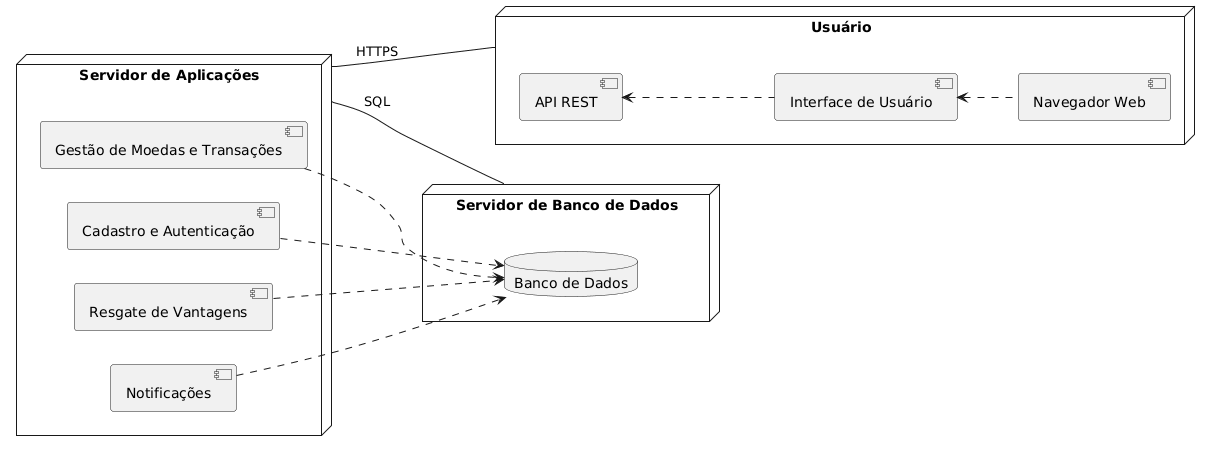 Usuário
HTTPS
Servidor de Aplicações
API REST
Interface de Usuário
Navegador Web
SQL
Gestão de Moedas e Transações
Servidor de Banco de Dados
Cadastro e Autenticação
Banco de Dados
Resgate de Vantagens
Notificações